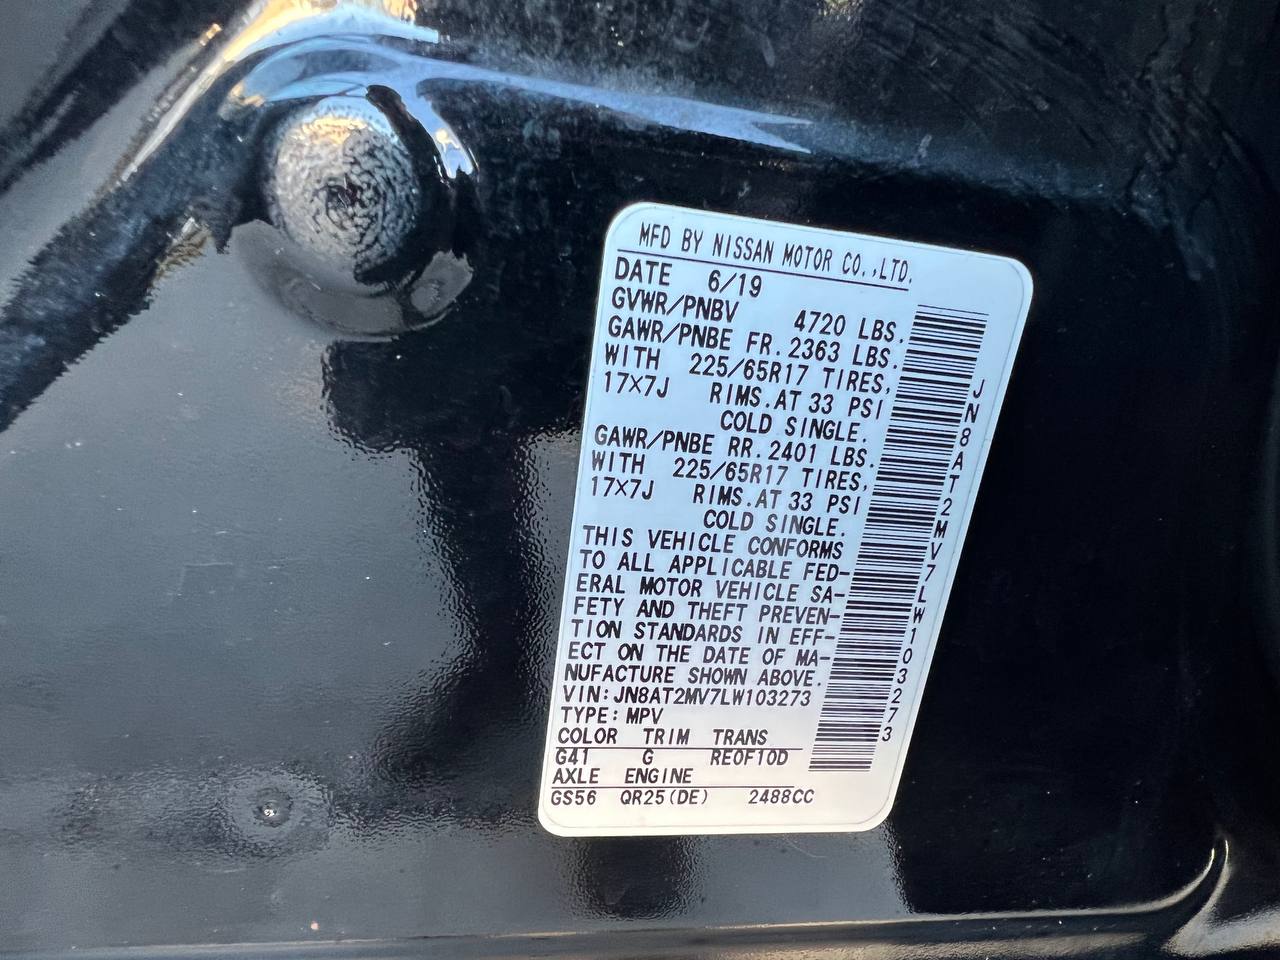 MFD BY NISSAN MOTOR CO.,LTD.
DATE 6/19
GVWR/PNBV 4720 LBS.
GAWR/PNBE FR. 2363 LBS.
WITH 225/65R17 TIRES,
17X7J RIMS.AT 33 PSI
COLD SINGLE.
GAWR/PNBE RR. 2401 LBS.
WITH 225/65R17 TIRES,
17X7J RIMS.AT 33 PSI
COLD SINGLE.
THIS VEHICLE CONFORMS
TO ALL APPLICABLE FED-
ERAL MOTOR VEHICLE SA-
FETY AND THEFT PREVEN-
TION STANDARDS IN EFF-
ECT ON THE DATE OF MA-
NUFACTURE SHOWN ABOVE.
VIN:JN8AT2MV7LW103273
TYPE:MPV
COLOR TRIM TRANS
G41 G RE0F10D
AXLE ENGINE
GS56 QR25(DE) 2488CC
JN8AT2MV7LW103273